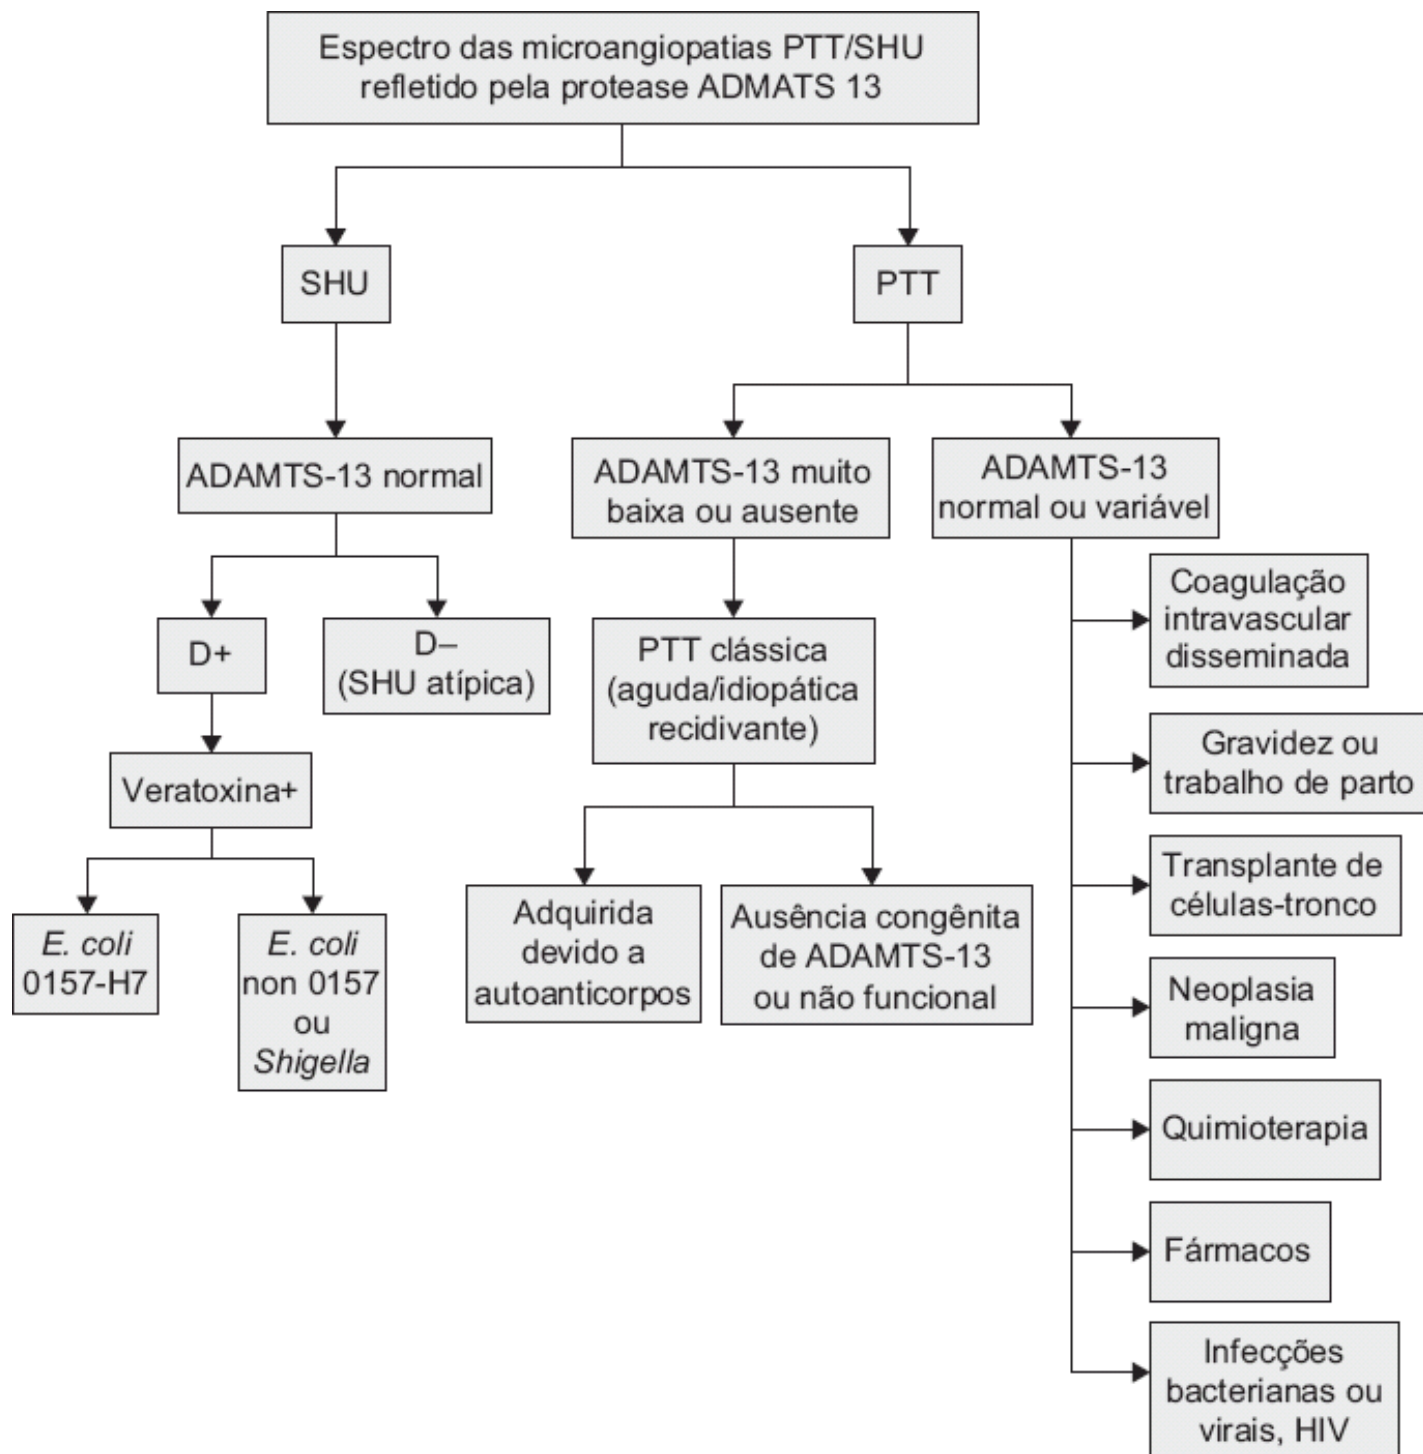 Espectro das microangiopatias PTT/SHU
refletido pela protease ADMATS 13
SHU
PTT
ADAMTS-13 normal
ADAMTS-13 muito
baixa ou ausente
ADAMTS-13
normal ou variável
D+
D–
(SHU atípica)
PTT clássica
(aguda/idiopática
recidivante)
Veratoxina+
E. coli
0157-H7
E. coli
non 0157
ou
Shigella
Adquirida
devido a
autoanticorpos
Ausência congênita
de ADAMTS-13
ou não funcional
Coagulação
intravascular
disseminada
Gravidez ou
trabalho de parto
Transplante de
células-tronco
Neoplasia
maligna
Quimioterapia
Fármacos
Infecções
bacterianas ou
virais, HIV